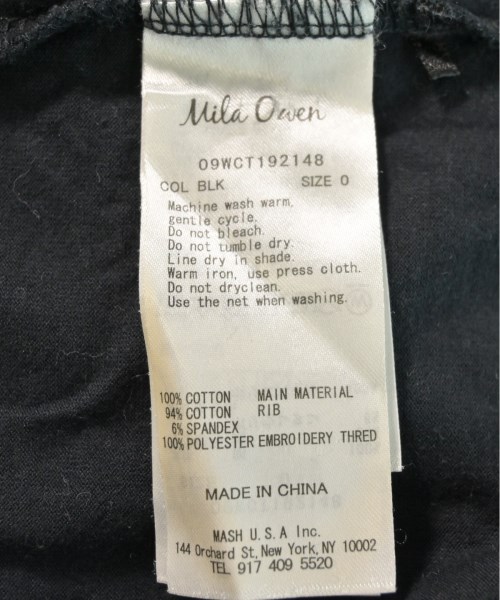 Mila Owen
09WCT192148
COL BLK SIZE 0
Machine wash warm,
gentle cycle.
Do not bleach.
Do not tumble dry.
Line dry in shade.
Warm iron, use press cloth.
Do not dryclean.
Use the net when washing.
100% COTTON MAIN MATERIAL
94% COTTON RIB
6% SPANDEX
100% POLYESTER EMBROIDERY THRED
MADE IN CHINA
MASH U.S.A Inc.
144 Orchard St, New York, NY 10002
TEL 917 409 5520